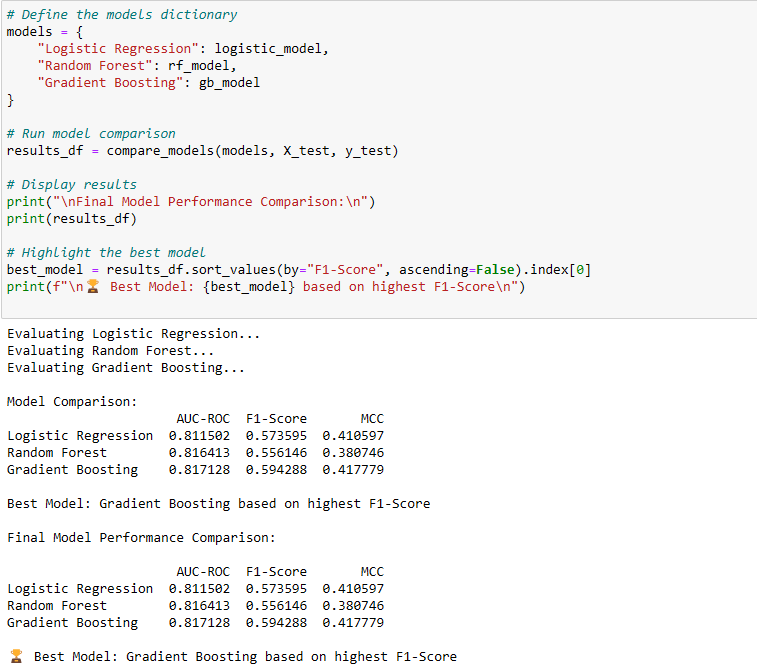 # Define the models dictionary
models = {
    "Logistic Regression": logistic_model,
    "Random Forest": rf_model,
    "Gradient Boosting": gb_model
}
# Run model comparison
results_df = compare_models(models, X_test, y_test)
# Display results
print("\nFinal Model Performance Comparison:\n")
print(results_df)
# Highlight the best model
best_model = results_df.sort_values(by="F1-Score", ascending=False).index[0]
print(f"\n🏆 Best Model: {best_model} based on highest F1-Score\n")
Evaluating Logistic Regression...
Evaluating Random Forest...
Evaluating Gradient Boosting...
Model Comparison:
                      AUC-ROC  F1-Score       MCC
Logistic Regression  0.811502  0.573595  0.410597
Random Forest        0.816413  0.556146  0.380746
Gradient Boosting    0.817128  0.594288  0.417779
Best Model: Gradient Boosting based on highest F1-Score
Final Model Performance Comparison:
                      AUC-ROC  F1-Score       MCC
Logistic Regression  0.811502  0.573595  0.410597
Random Forest        0.816413  0.556146  0.380746
Gradient Boosting    0.817128  0.594288  0.417779
🏆 Best Model: Gradient Boosting based on highest F1-Score